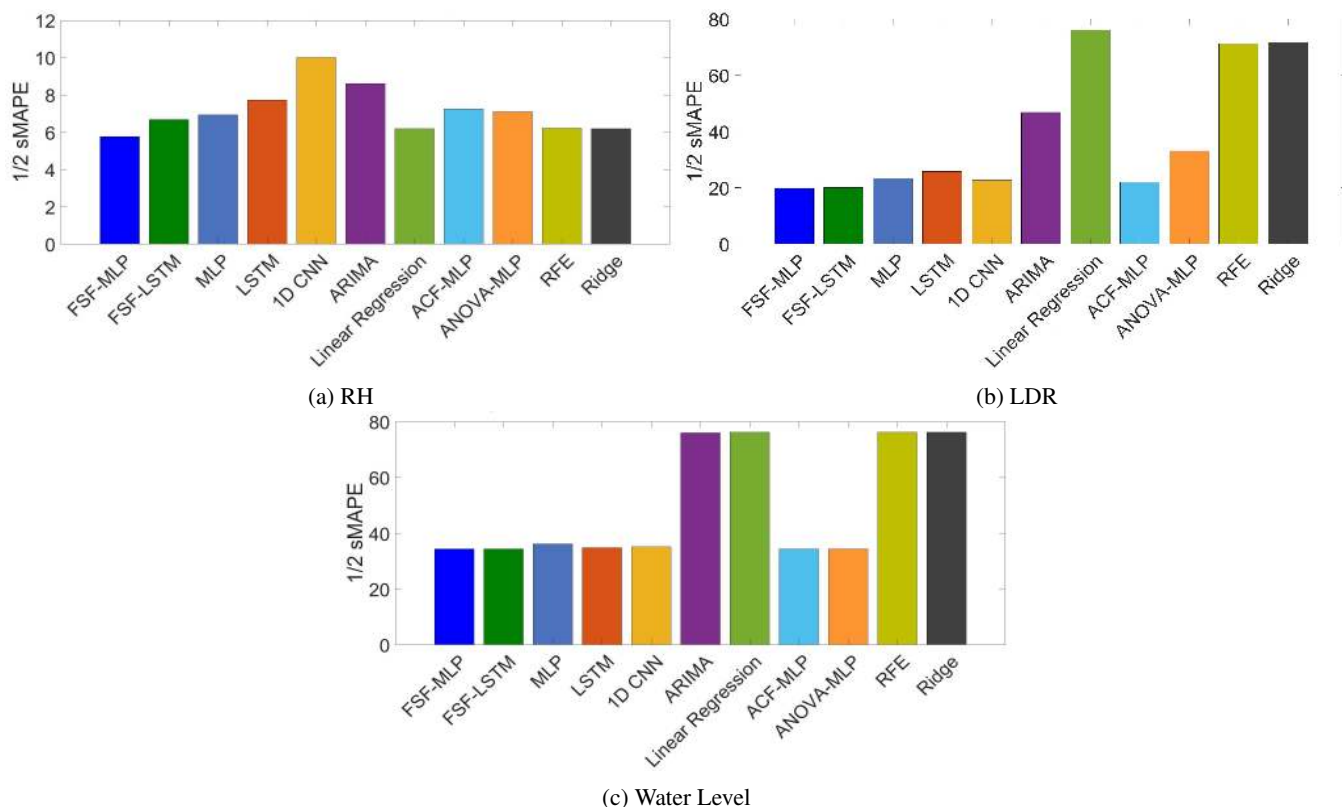 12
10
8
6
4
2
0
1/2 sMAPE
FSF-MLP
FSF-LSTM
MLP
LSTM
1D CNN
ARIMA
Linear Regression
ACF-MLP
ANOVA-MLP
RFE
Ridge
(a) RH
80
60
40
20
0
1/2 sMAPE
FSF-MLP
FSF-LSTM
MLP
LSTM
1D CNN
ARIMA
Linear Regression
ACF-MLP
ANOVA-MLP
RFE
Ridge
(b) LDR
80
60
40
20
0
1/2 sMAPE
FSF-MLP
FSF-LSTM
MLP
LSTM
1D CNN
ARIMA
Linear Regression
ACF-MLP
ANOVA-MLP
RFE
Ridge
(c) Water Level